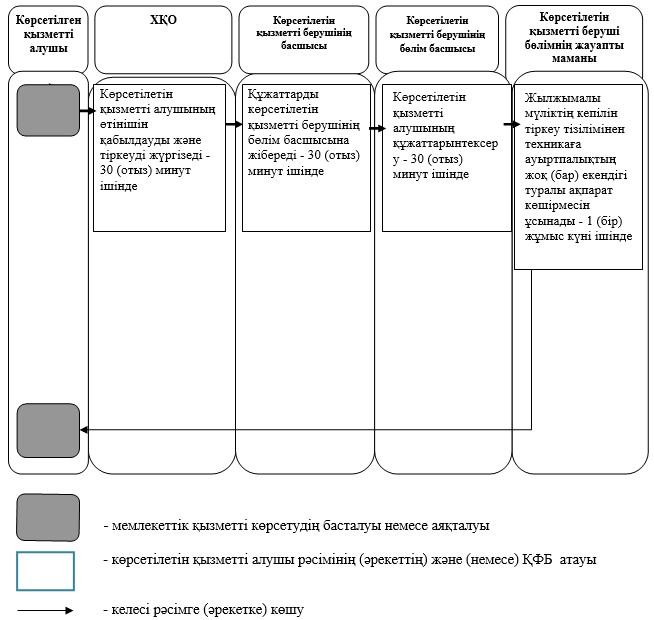 Көрсетілген
қызметті
алушы
ХҚО
Көрсетілетін
қызметті берушінің
басшысы
Көрсетілетін
қызметті берушінің
бөлім басшысы
Көрсетілетін
қызметті беруші
бөлімнің жауапты
маманы
Көрсетілетін
қызметті алушының
өтінішін
қабылдауды және
тіркеуді жүргізеді -
30 (отыз) минут
ішінде
Құжаттарды
көрсетілетін
қызметті берушінің
бөлім басшысына
жібереді - 30 (отыз)
минут ішінде
Көрсетілетін
қызметті
алушының
құжаттарынтексер
у - 30 (отыз)
минут ішінде
Жылжымалы
мүліктің кепілін
тіркеу тізілімінен
техникаға
ауыртпалықтың
жоқ (бар) екендігі
туралы ақпарат
көшірмесін
ұсынады - 1 (бір)
жұмыс күні ішінде
- мемлекеттік қызметті көрсетудің басталуы немесе аяқталуы
- көрсетілетін қызметті алушы рәсімінің (әрекеттің) және (немесе) ҚФБ атауы
- келесі рәсімге (әрекетке) көшу